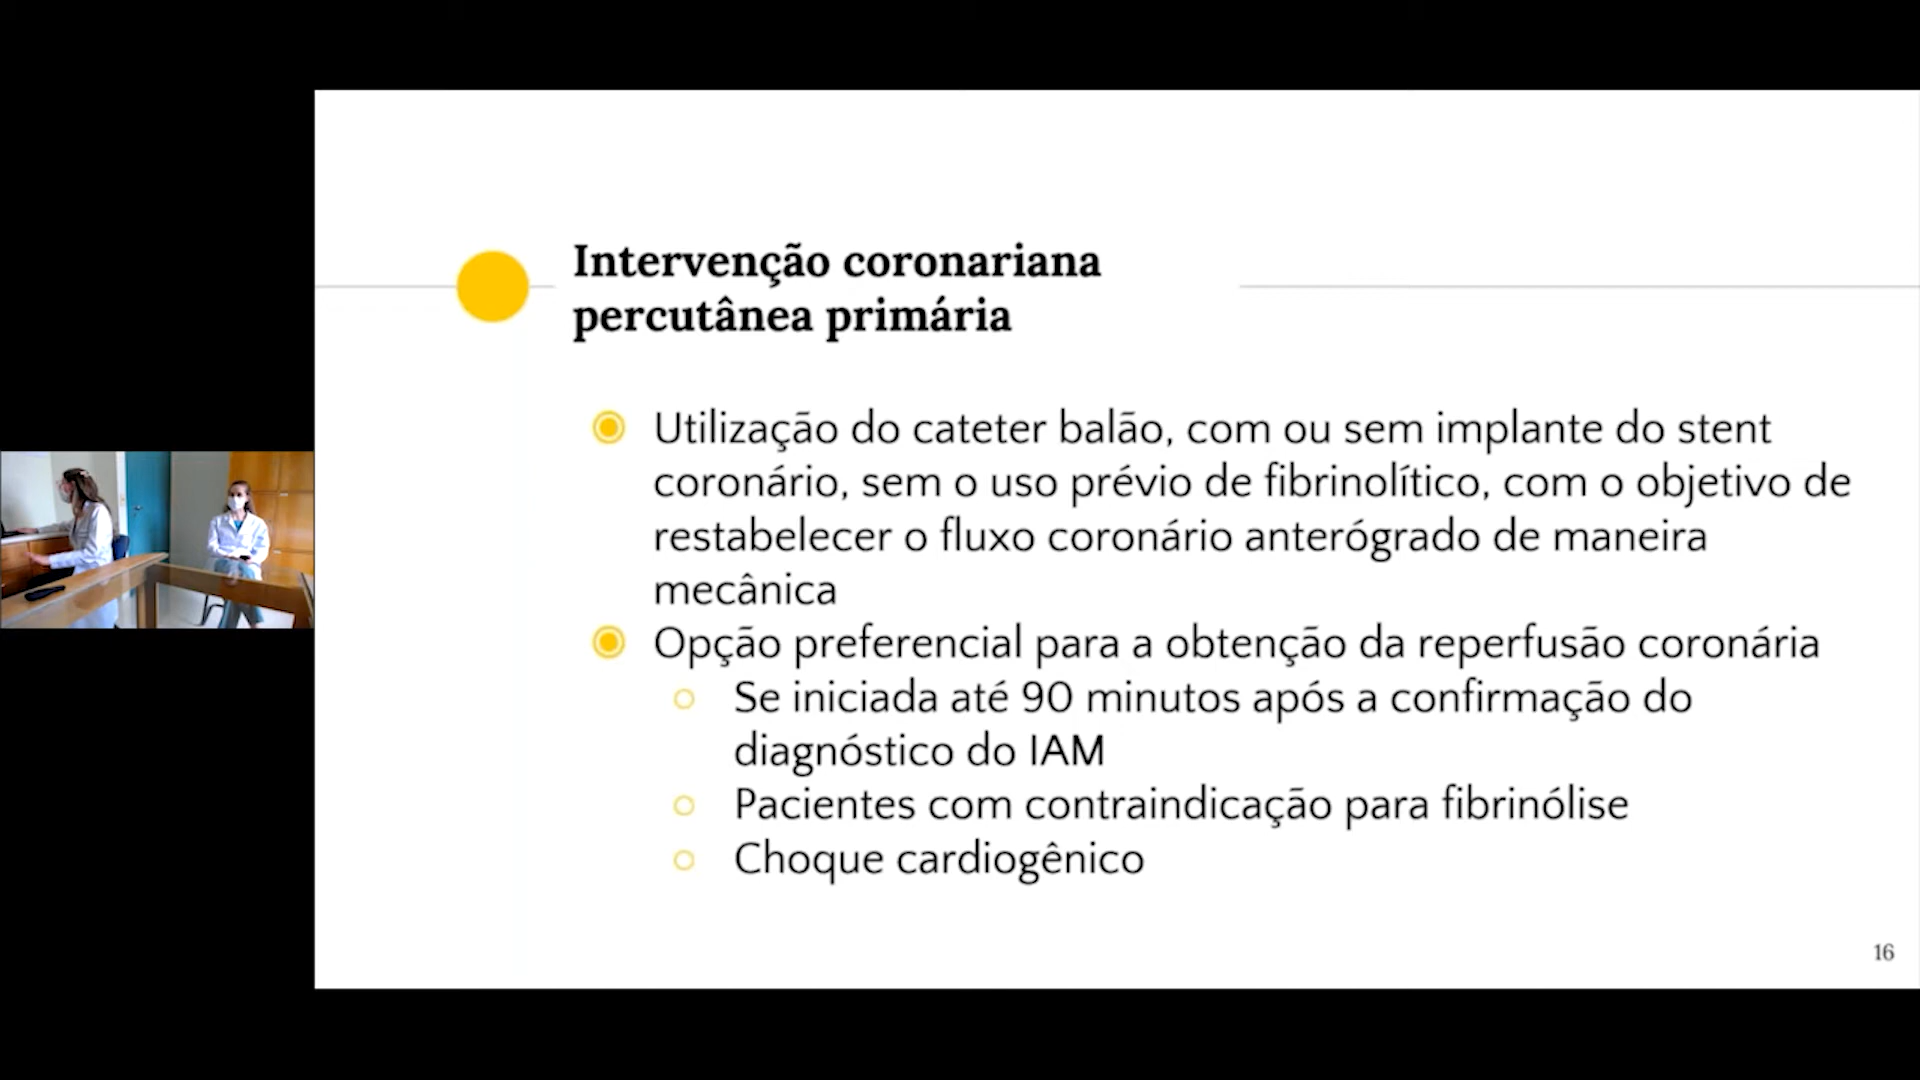 Intervenção coronariana
percutânea primária
Utilização do cateter balão, com ou sem implante do stent
coronário, sem o uso prévio de fibrinolítico, com o objetivo de
restabelecer o fluxo coronário anterógrado de maneira
mecânica
Opção preferencial para a obtenção da reperfusão coronária
Se iniciada até 90 minutos após a confirmação do
diagnóstico do IAM
Pacientes com contraindicação para fibrinólise
Choque cardiogênico
16